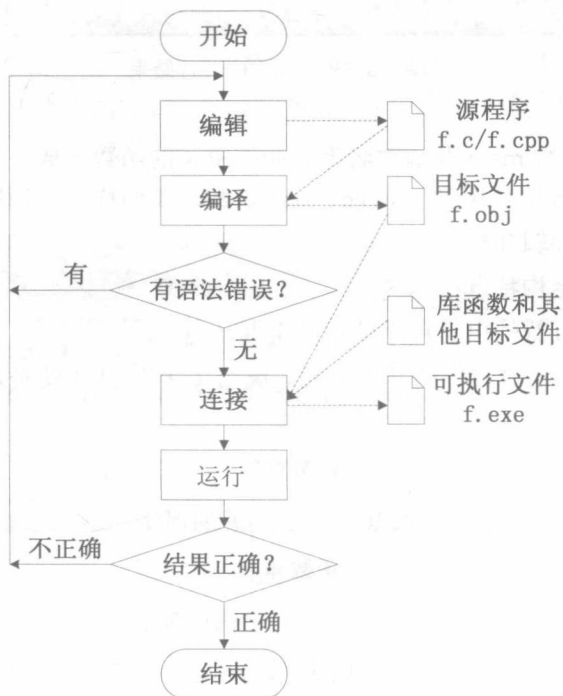 开始
编辑
源程序
f.c/f.cpp
编译
目标文件
f.obj
有
有语法错误？
无
库函数和其
他目标文件
连接
可执行文件
f.exe
运行
不正确
结果正确？
正确
结束